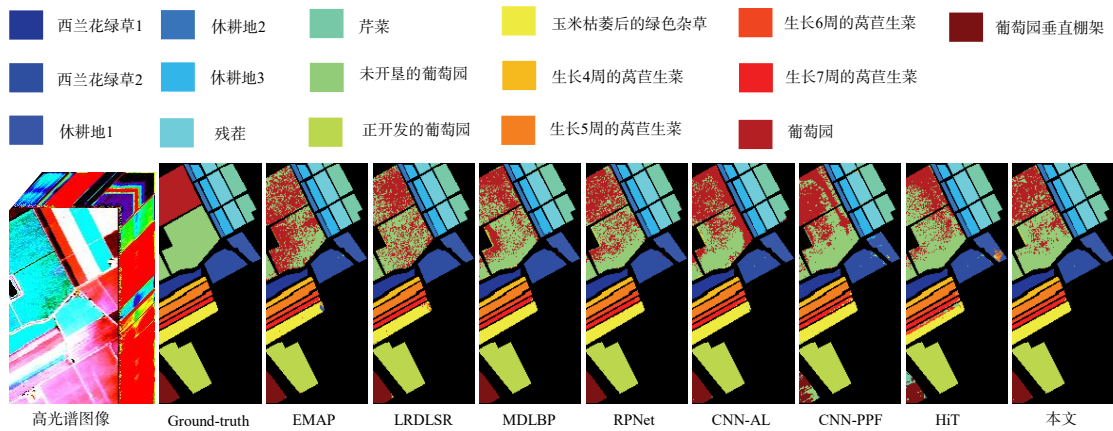 西兰花绿草1 休耕地2 芹菜 玉米枯萎后的绿色杂草 生长6周的莴苣生菜 葡萄园垂直棚架
西兰花绿草2 休耕地3 未开垦的葡萄园 生长4周的莴苣生菜 生长7周的莴苣生菜
休耕地1 残茬 正开发的葡萄园 生长5周的莴苣生菜 葡萄园
高光谱图像 Ground-truth EMAP LRDLSR MDLBP RPNet CNN-AL CNN-PPF HiT 本文